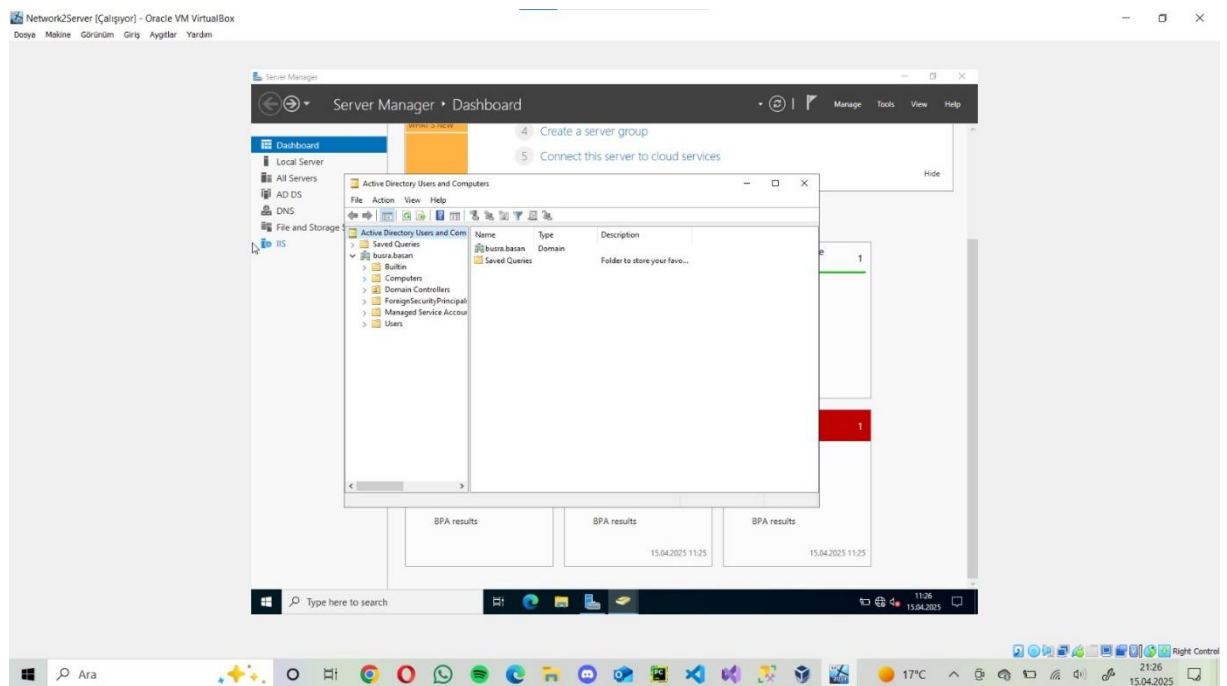 Network2Server [Çalışıyor] - Oracle VM VirtualBox
Dosya Makine Görünüm Giriş Aygıtlar Yardım
Server Manager
Server Manager • Dashboard
Manage Tools View Help
WHAT'S NEW
4 Create a server group
5 Connect this server to cloud services
Hide
Dashboard
Local Server
All Servers
AD DS
DNS
File and Storage S
IIS
Active Directory Users and Computers
File Action View Help
Active Directory Users and Com
Saved Queries
busra.basan
Builtin
Computers
Domain Controllers
ForeignSecurityPrincipals
Managed Service Accou
Users
Name Type Description
busra.basan Domain
Saved Queries Folder to store your favo...
1
1
BPA results
BPA results
15.04.2025 11:25
BPA results
15.04.2025 11:25
Type here to search
11:26
15.04.2025
Right Control
Ara
17°C
21:26
15.04.2025